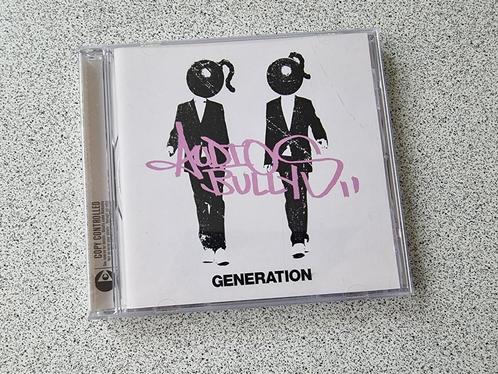 AUDIO
BULLYS
GENERATION
COPY CONTROLLED